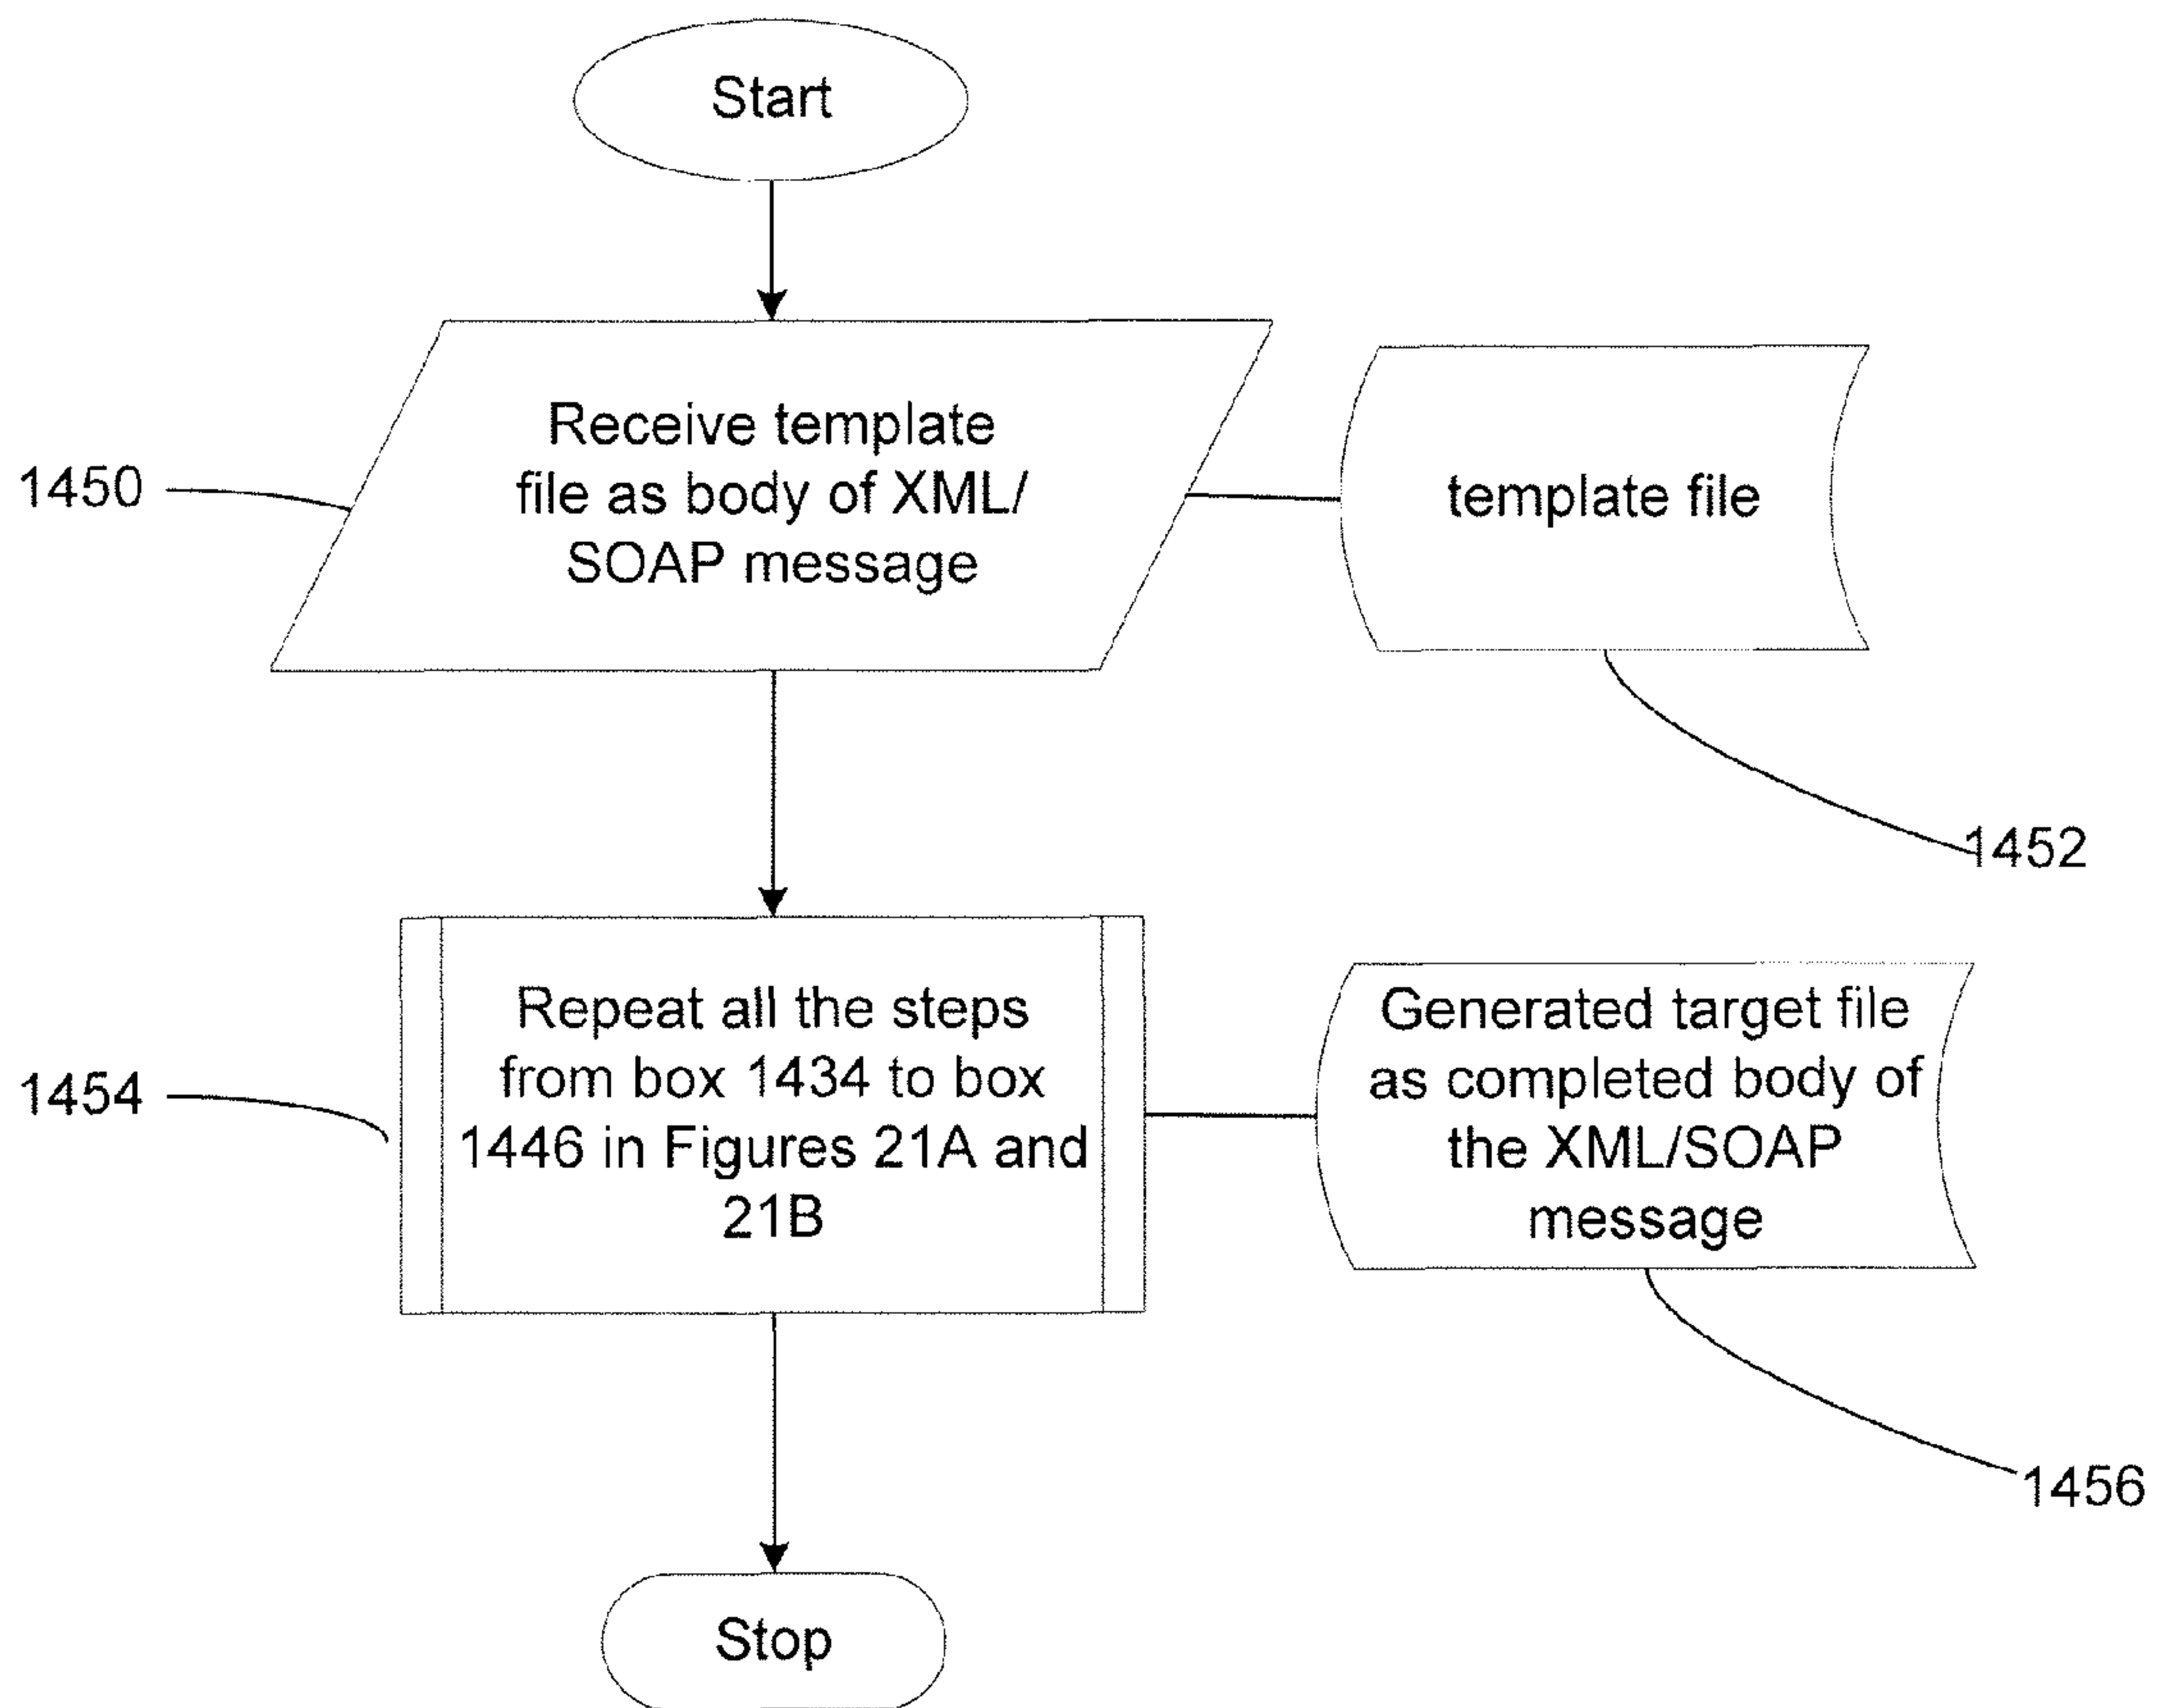 Start
Receive template
file as body of XML/
SOAP message
1450
template file
1452
Repeat all the steps
from box 1434 to box
1446 in Figures 21A and
21B
1454
Generated target file
as completed body of
the XML/SOAP
message
1456
Stop